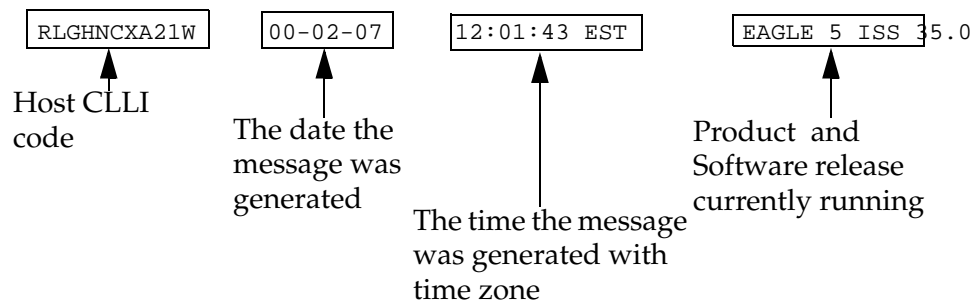 RLGHNCXA21W 00-02-07 12:01:43 EST EAGLE 5 ISS 35.0
Host CLLI
code
The date the
message was
generated
The time the message
was generated with
time zone
Product and
Software release
currently running